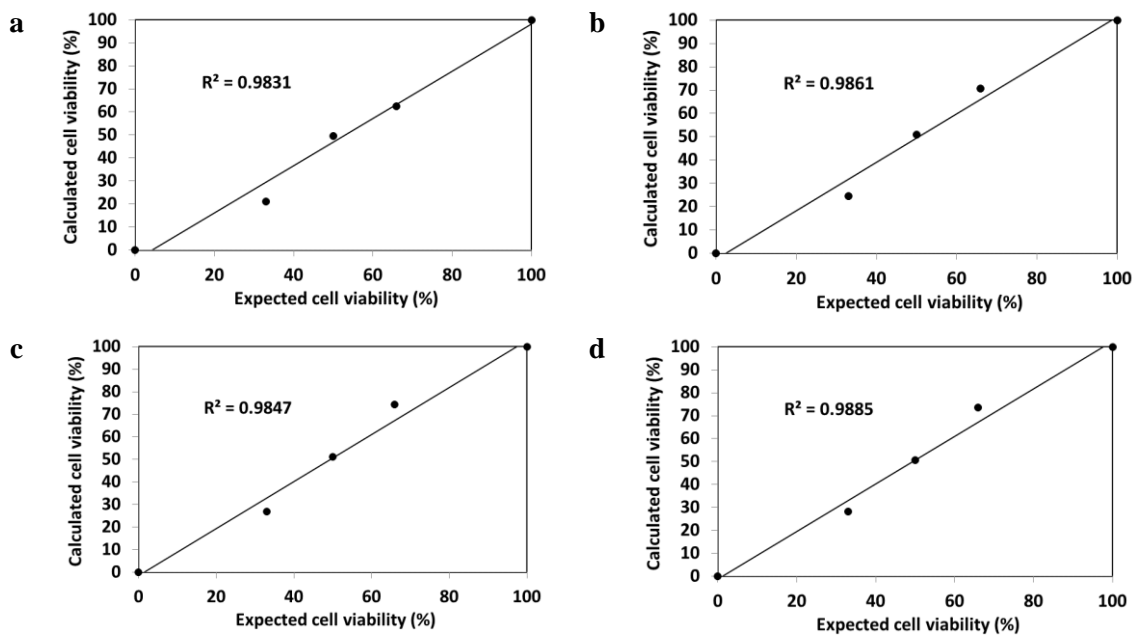 a
Calculated cell viability (%)
100
90
80
70
60
50
40
30
20
10
0
R² = 0.9831
0 20 40 60 80 100
Expected cell viability (%)
b
Calculated cell viability (%)
100
90
80
70
60
50
40
30
20
10
0
R² = 0.9861
0 20 40 60 80 100
Expected cell viability (%)
c
Calculated cell viability (%)
100
90
80
70
60
50
40
30
20
10
0
R² = 0.9847
0 20 40 60 80 100
Expected cell viability (%)
d
Calculated cell viability (%)
100
90
80
70
60
50
40
30
20
10
0
R² = 0.9885
0 20 40 60 80 100
Expected cell viability (%)